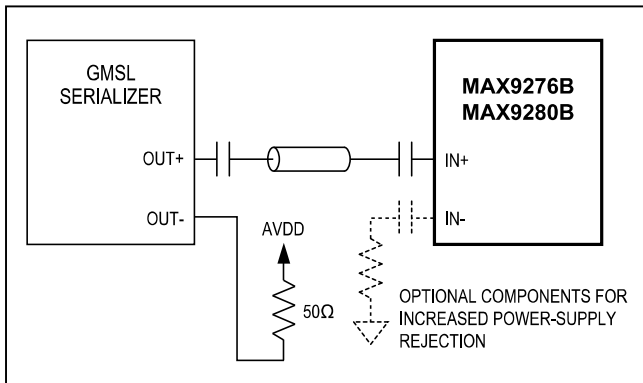 GMSL
SERIALIZER
MAX9276B
MAX9280B
OUT+
IN+
OUT-
IN-
AVDD
50Ω
OPTIONAL COMPONENTS FOR
INCREASED POWER-SUPPLY
REJECTION